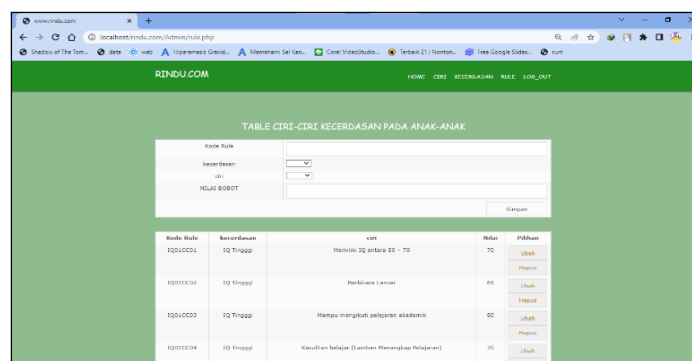 www.rindu.com
localhost/rindu.com/Admin/rule.php
Shadow of The Tom... data web A Hiperemesis Gravid... A Memahami Sel Kan... Corel VideoStudio... Terbaik 21 | Nonton... Free Google Slides... rum
RINDU.COM HOME CIRI KECERDASAN RULE LOG_OUT
TABLE CIRI-CIRI KECERDASAN PADA ANAK-ANAK
Kode Rule
kecerdasan
ciri
NILAI BOBOT
Simpan
Kode Rule kecerdasan ciri Nilai Pilihan
IQ01CC01 IQ Tinggi Memiliki IQ antara 50 – 70 70 Ubah
Hapus
IQ01CC02 IQ Tinggi Berbicara Lancar 65 Ubah
Hapus
IQ01CC03 IQ Tinggi Mampu mengikuti pelajaran akademik 80 Ubah
Hapus
IQ01CC04 IQ Tinggi Kesulitan belajar (Lamban Menangkap Pelajaran) 70 Ubah